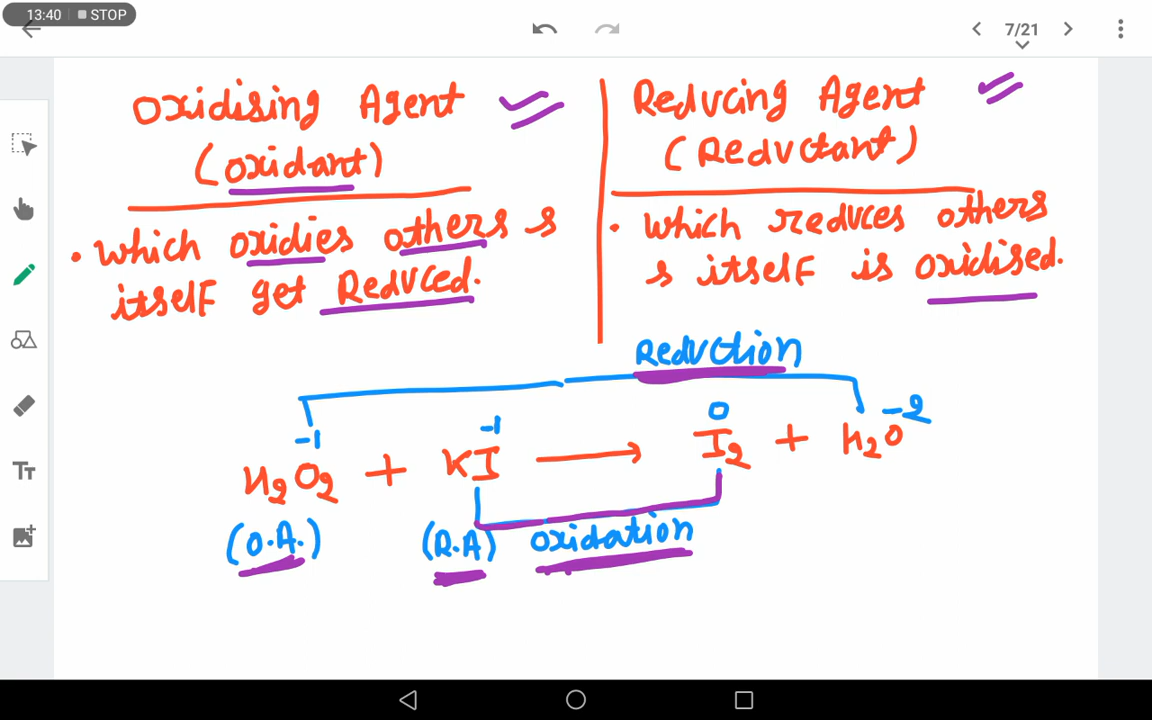 13:40 STOP
7/21
Oxidising Agent
(oxidant)
• which oxidies others &
itself get Reduced.
Reducing Agent
(Reductant)
• which reduces others
& itself is oxidised.
Reduction
-1 -1 0 -2
H2O2 + KI → I2 + H2O
(O.A.) (R.A) oxidation
Tт